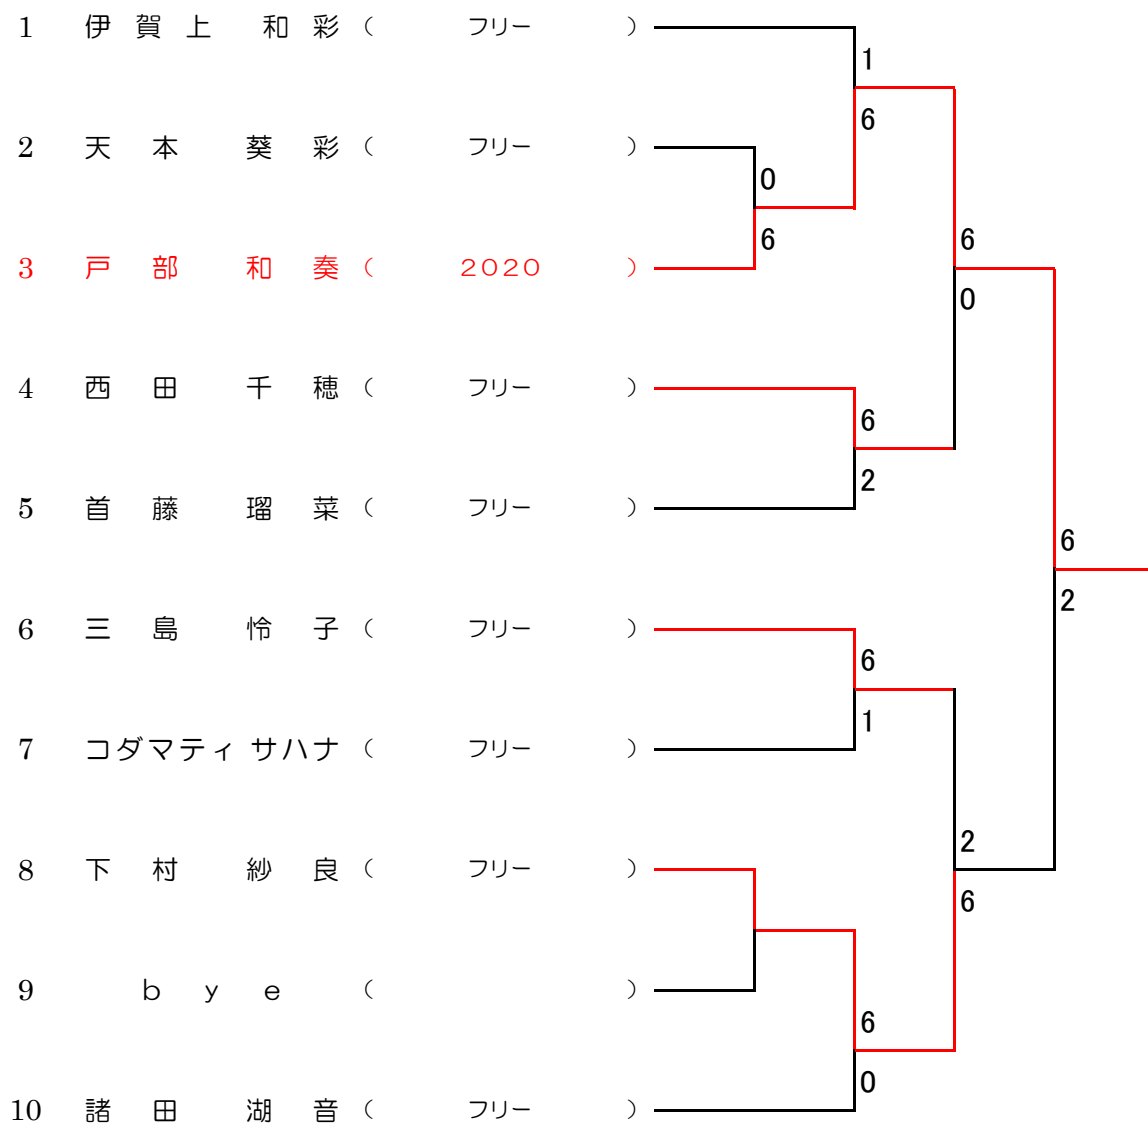 1 伊賀上 和彩 ( フリー )
1
6
2 天本 葵彩 ( フリー )
0
6
3 戸部 和奏 ( 2020 )
6
0
4 西田 千穂 ( フリー )
6
2
5 首藤 瑠菜 ( フリー )
6
2
6 三島 怜子 ( フリー )
6
1
7 コダマティ サハナ ( フリー )
2
6
8 下村 紗良 ( フリー )
9 bye ( )
6
0
10 諸田 湖音 ( フリー )